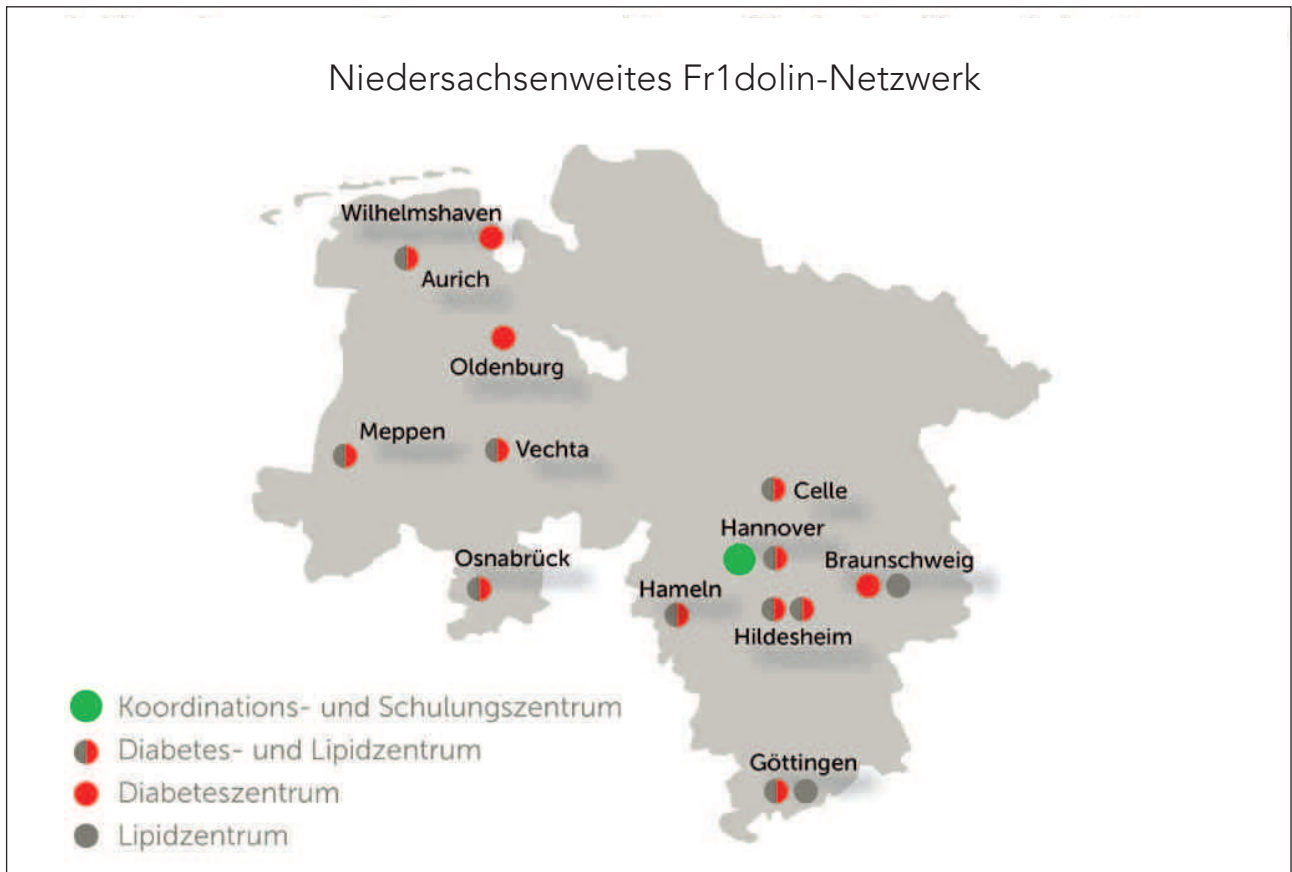 Niedersachsenweites Fr1dolin-Netzwerk
Wilhelmshaven
Aurich
Oldenburg
Meppen
Vechta
Celle
Hannover
Osnabrück
Braunschweig
Hameln
Hildesheim
Koordinations- und Schulungszentrum
Diabetes- und Lipidzentrum
Göttingen
Diabeteszentrum
Lipidzentrum